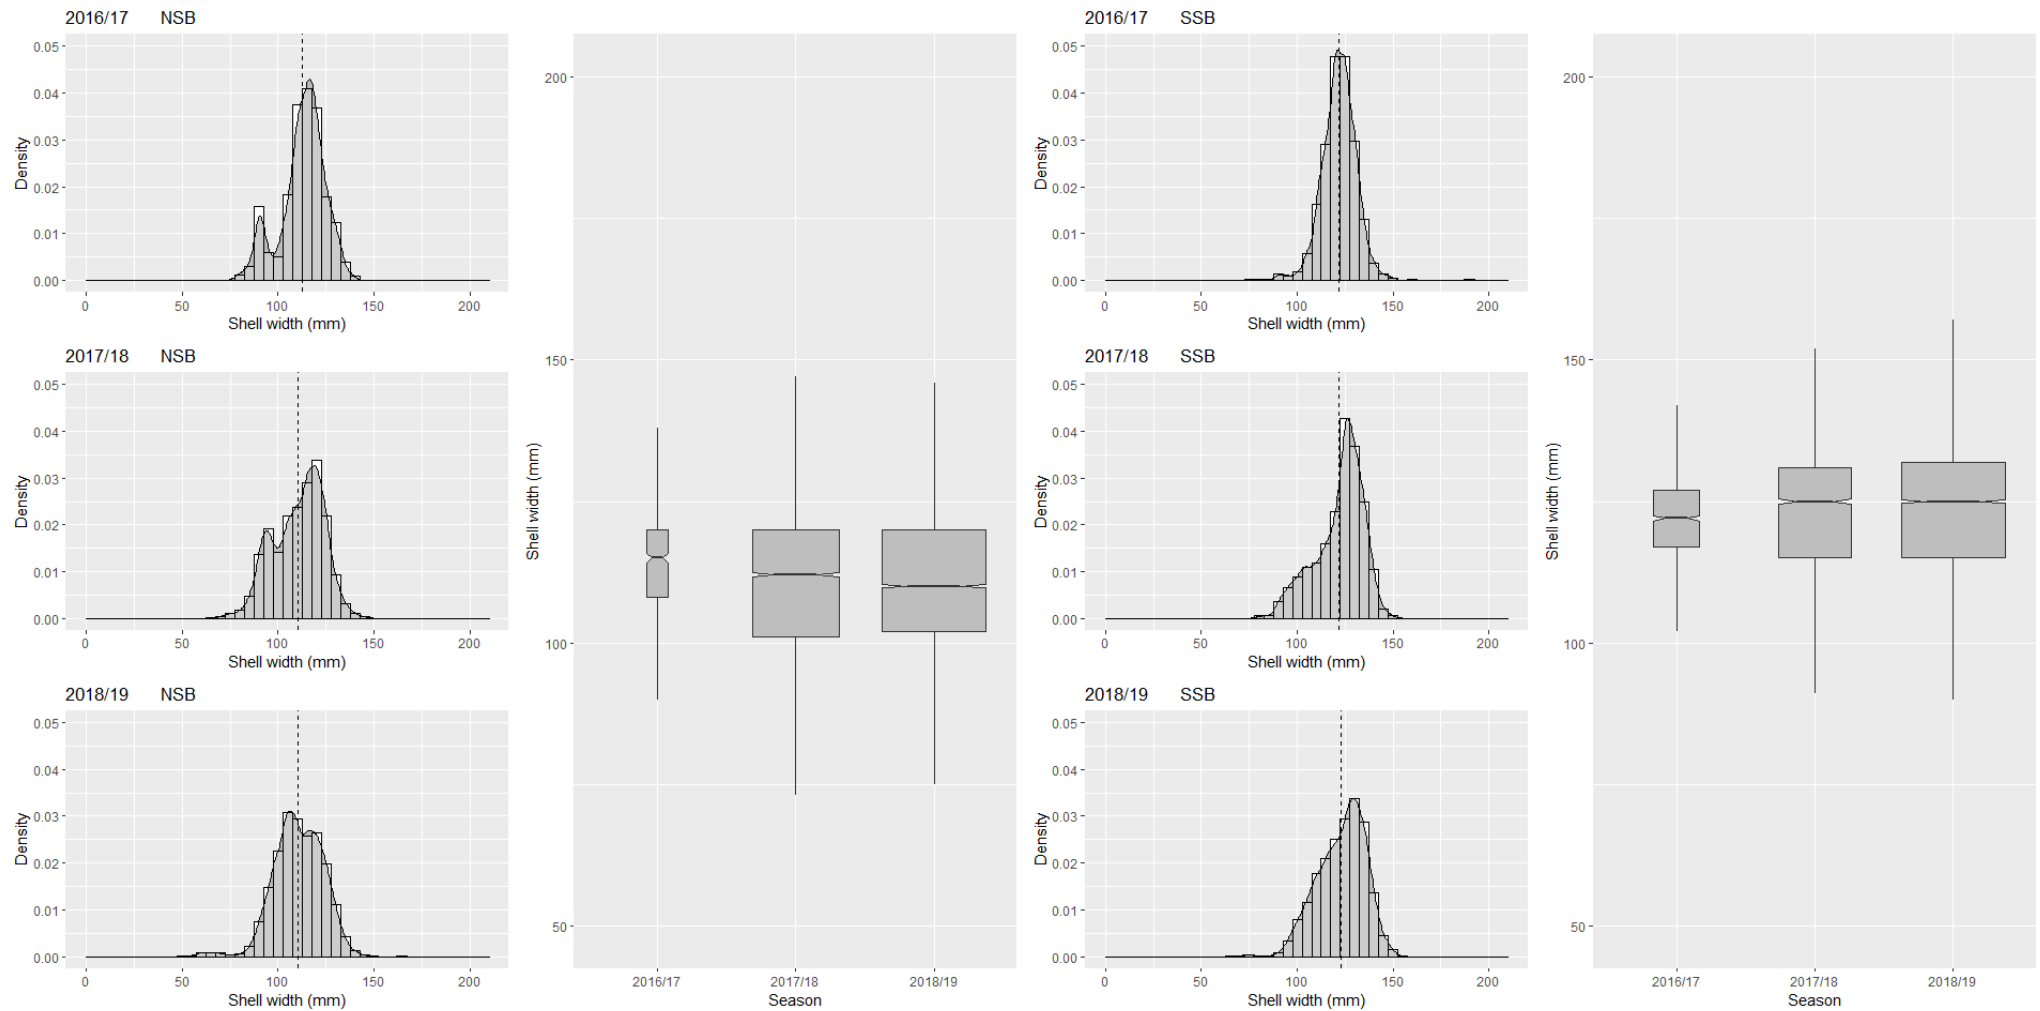 2016/17 NSB
0.05
0.04
0.03
0.02
0.01
0.00
Density
0 50 100 150 200
Shell width (mm)
2017/18 NSB
0.05
0.04
0.03
0.02
0.01
0.00
Density
0 50 100 150 200
Shell width (mm)
2018/19 NSB
0.05
0.04
0.03
0.02
0.01
0.00
Density
0 50 100 150 200
Shell width (mm)
200
150
100
50
Shell width (mm)
2016/17 2017/18 2018/19
Season
2016/17 SSB
0.05
0.04
0.03
0.02
0.01
0.00
Density
0 50 100 150 200
Shell width (mm)
2017/18 SSB
0.05
0.04
0.03
0.02
0.01
0.00
Density
0 50 100 150 200
Shell width (mm)
2018/19 SSB
0.05
0.04
0.03
0.02
0.01
0.00
Density
0 50 100 150 200
Shell width (mm)
200
150
100
50
Shell width (mm)
2016/17 2017/18 2018/19
Season